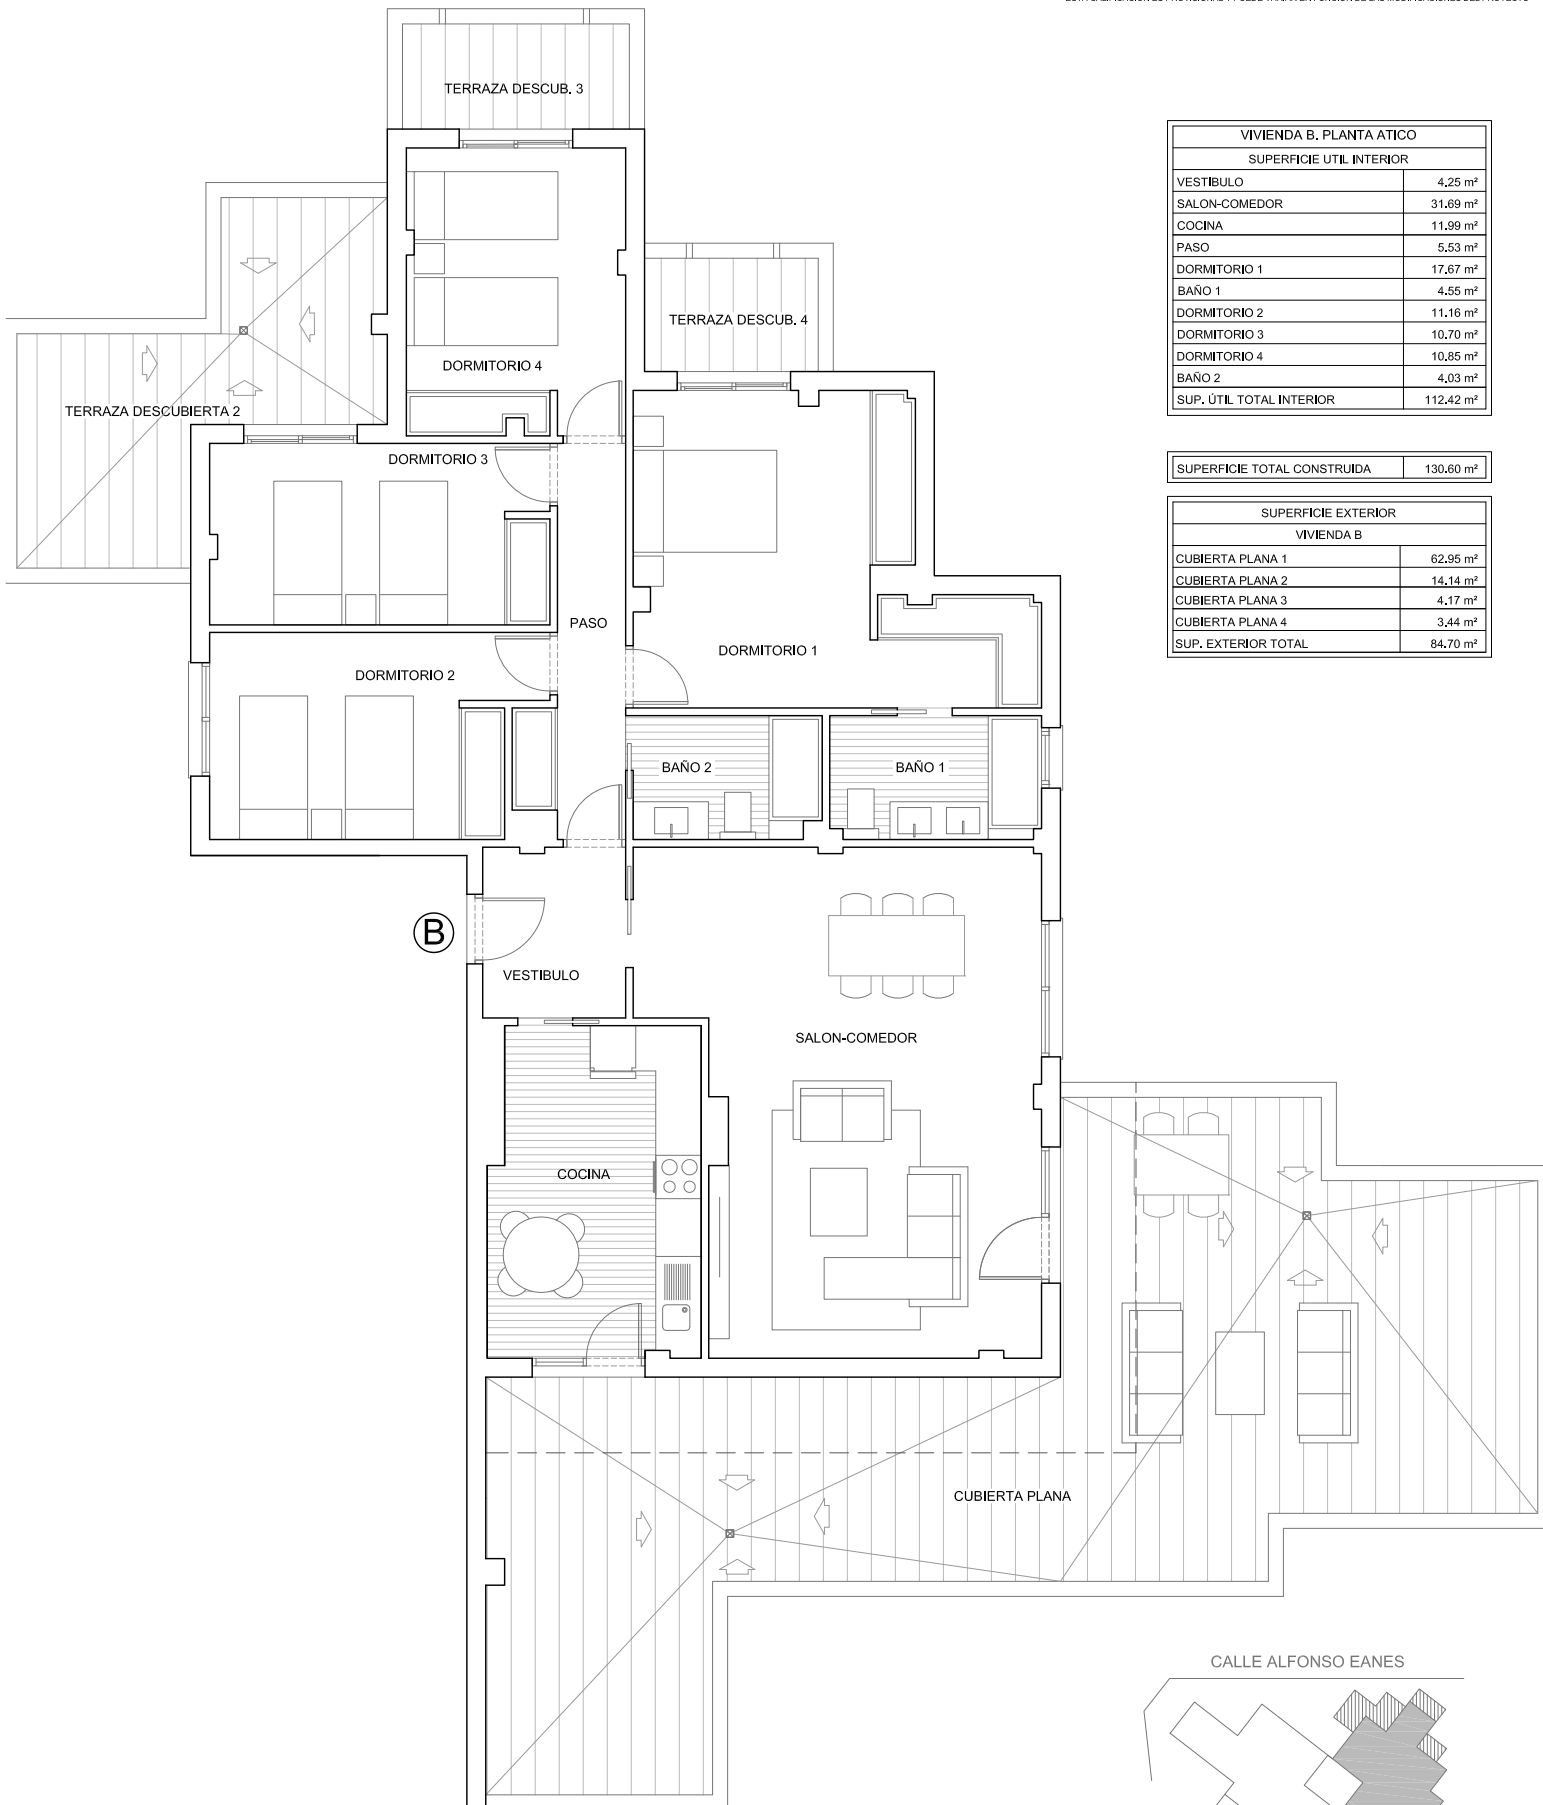 TERRAZA DESCUB. 3
VIVIENDA B. PLANTA ATICO
SUPERFICIE UTIL INTERIOR
VESTÍBULO 4.25 m²
SALON-COMEDOR 31.69 m²
COCINA 11.99 m²
PASO 5.53 m²
DORMITORIO 1 17.67 m²
BAÑO 1 4.55 m²
DORMITORIO 2 11.16 m²
DORMITORIO 3 10.70 m²
DORMITORIO 4 10.85 m²
BAÑO 2 4.03 m²
SUP. ÚTIL TOTAL INTERIOR 112.42 m²
SUPERFICIE TOTAL CONSTRUIDA 130.60 m²
SUPERFICIE EXTERIOR
VIVIENDA B
CUBIERTA PLANA 1 62.95 m²
CUBIERTA PLANA 2 14.14 m²
CUBIERTA PLANA 3 4.17 m²
CUBIERTA PLANA 4 3.44 m²
SUP. EXTERIOR TOTAL 84.70 m²
TERRAZA DESCUB. 4
DORMITORIO 4
TERRAZA DESCUBIERTA 2
DORMITORIO 3
PASO
DORMITORIO 1
DORMITORIO 2
BAÑO 2
BAÑO 1
B
VESTIBULO
SALON-COMEDOR
COCINA
CUBIERTA PLANA
CALLE ALFONSO EANES